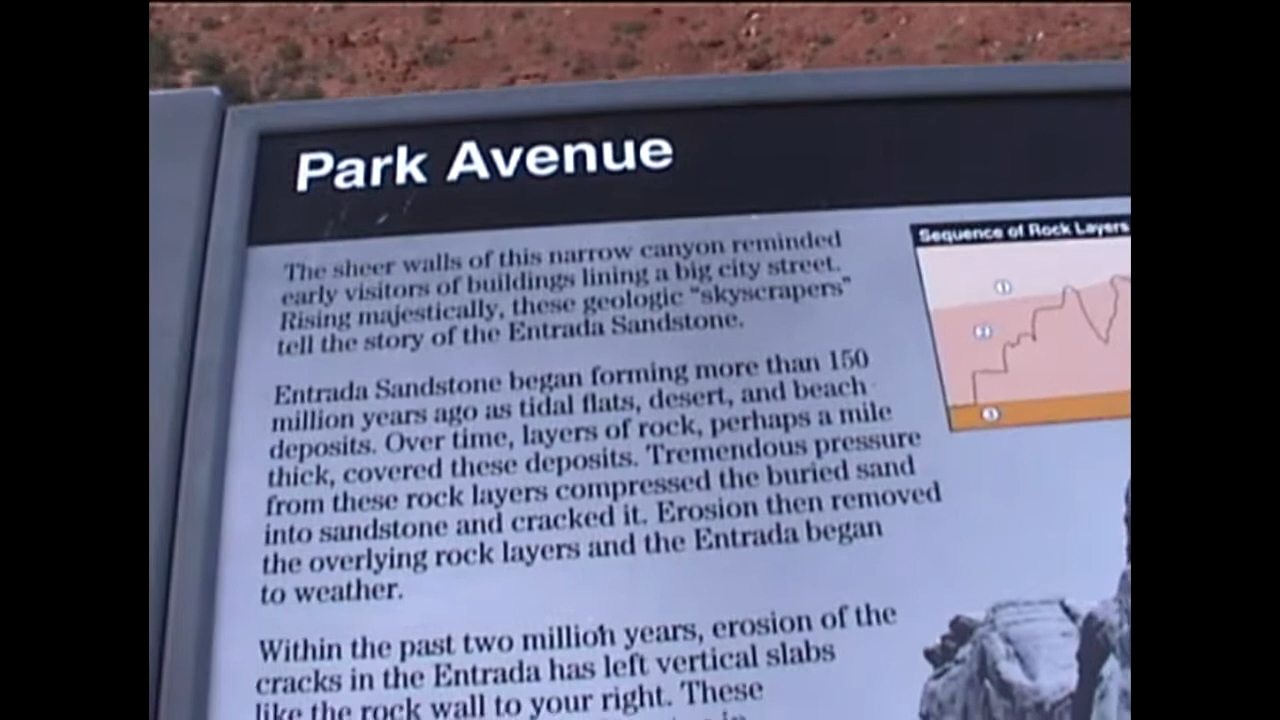 Park Avenue
The sheer walls of this narrow canyon reminded
early visitors of buildings lining a big city street.
Rising majestically, these geologic "skyscrapers"
tell the story of the Entrada Sandstone.
Entrada Sandstone began forming more than 150
million years ago as tidal flats, desert, and beach
deposits. Over time, layers of rock, perhaps a mile
thick, covered these deposits. Tremendous pressure
from these rock layers compressed the buried sand
into sandstone and cracked it. Erosion then removed
the overlying rock layers and the Entrada began
to weather.
Within the past two million years, erosion of the
cracks in the Entrada has left vertical slabs
like the rock wall to your right. These
Sequence of Rock Layers
1
2
3